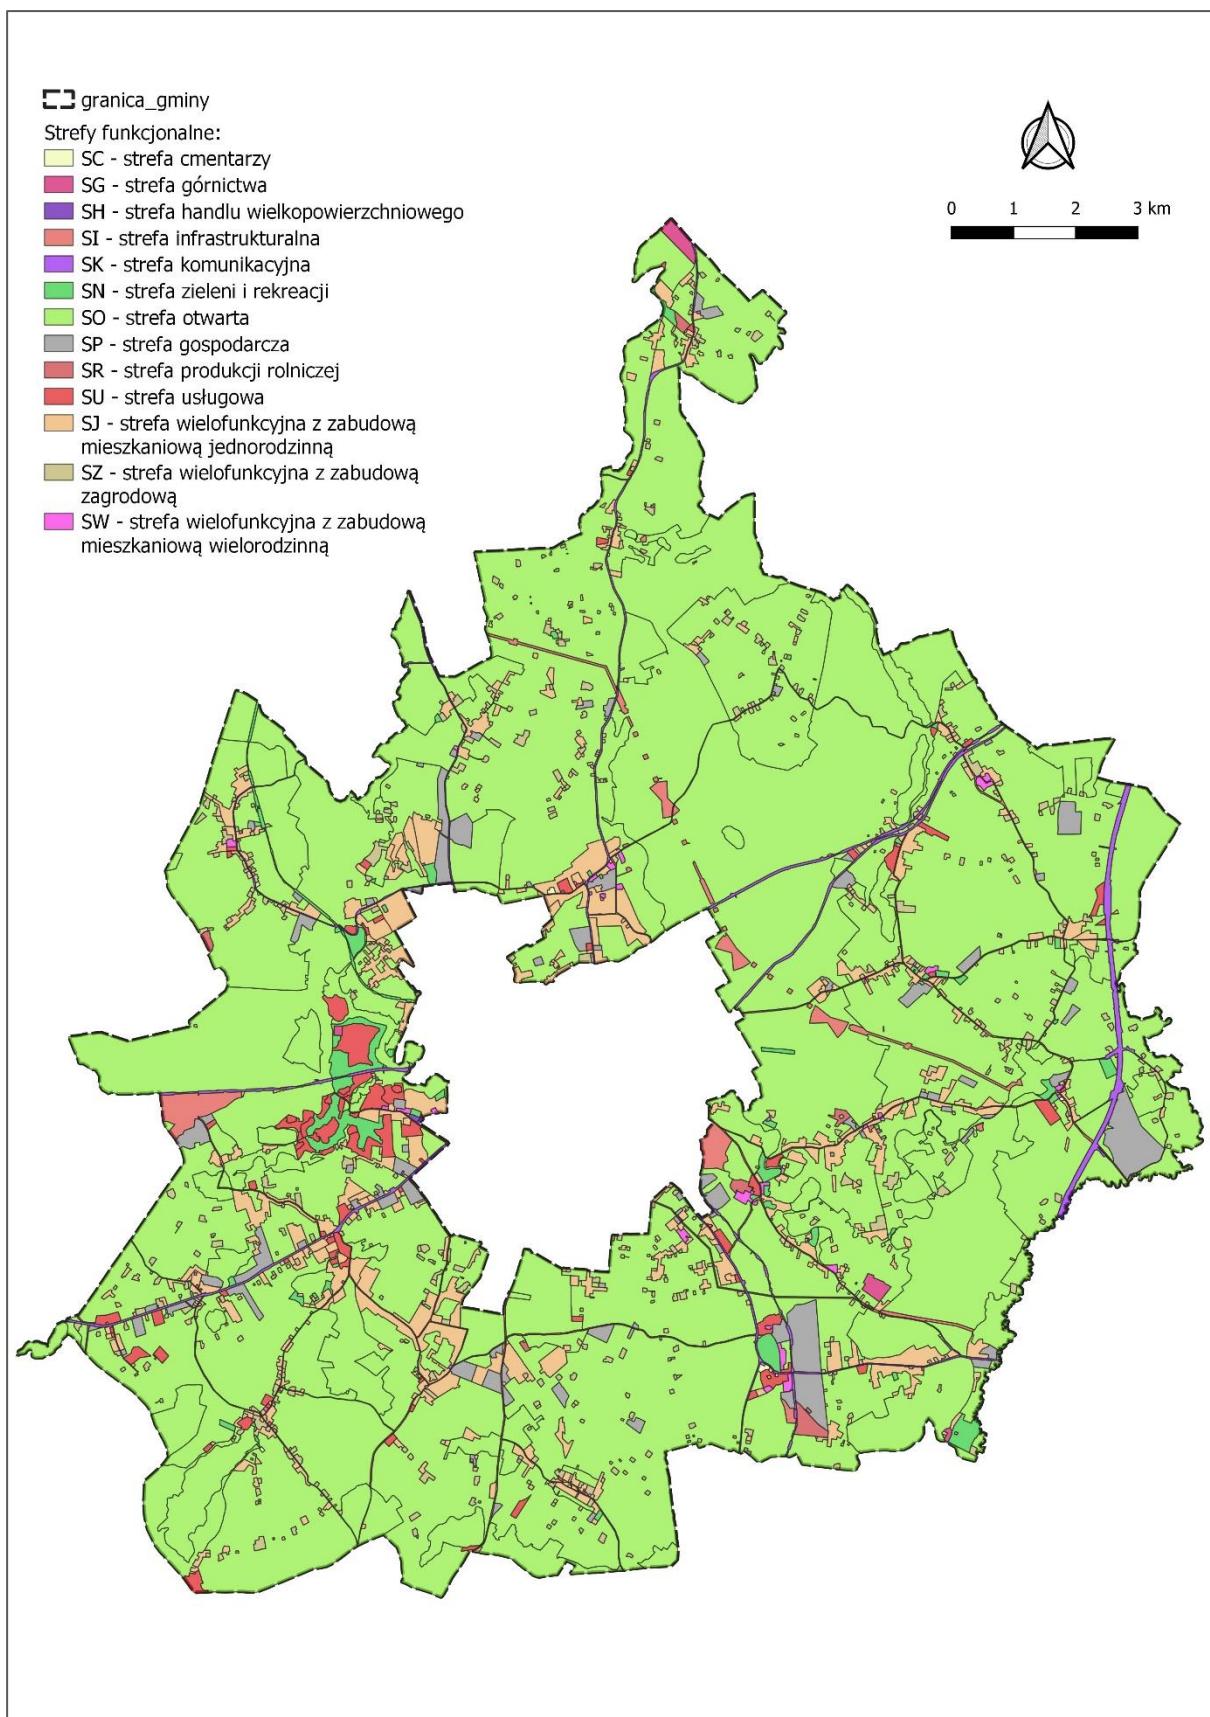 granica_gminy
Strefy funkcjonalne:
SC - strefa cmentarzy
SG - strefa górnictwa
SH - strefa handlu wielkopowierzchniowego
SI - strefa infrastrukturalna
SK - strefa komunikacyjna
SN - strefa zieleni i rekreacji
SO - strefa otwarta
SP - strefa gospodarcza
SR - strefa produkcji rolniczej
SU - strefa usługowa
SJ - strefa wielofunkcyjna z zabudową
mieszkaniową jednorodzinną
SZ - strefa wielofunkcyjna z zabudową
zagrodową
SW - strefa wielofunkcyjna z zabudową
mieszkaniową wielorodzinną
0 1 2 3 km